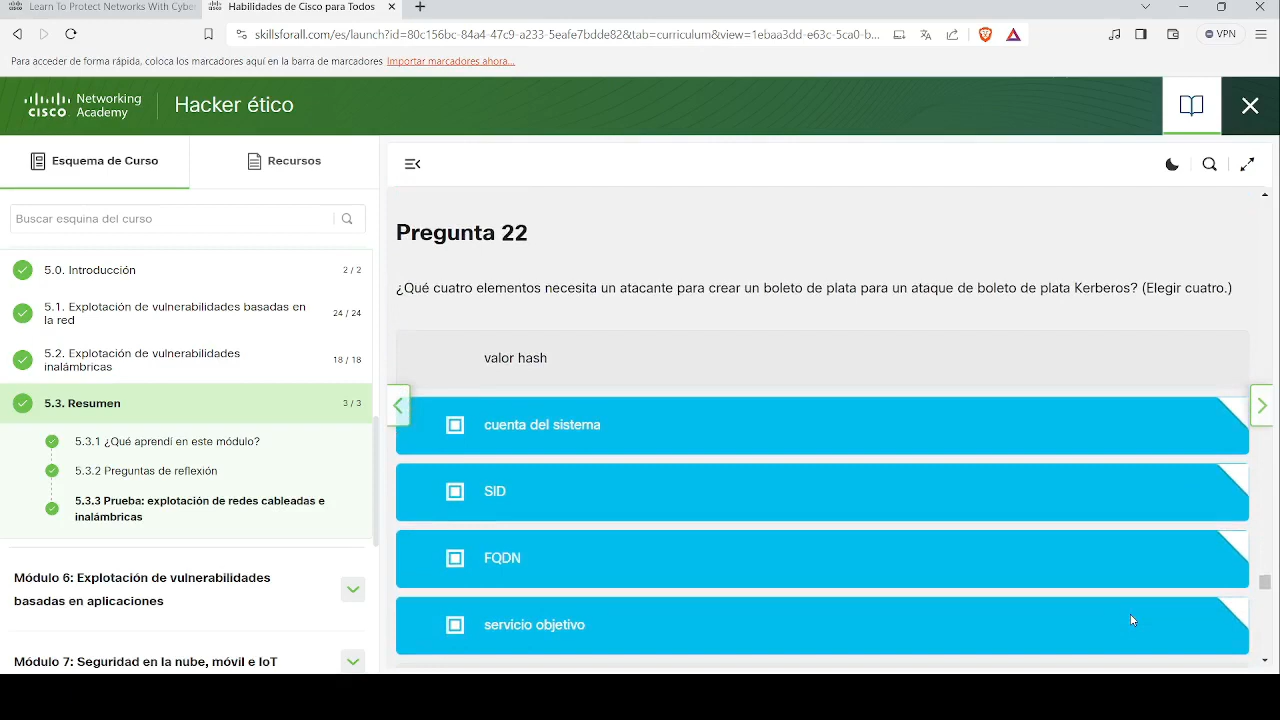 Learn To Protect Networks With Cyber
Habilidades de Cisco para Todos
skillsforall.com/es/launch?id=80c156bc-84a4-47c9-a233-5eafe7bdde82&tab=curriculum&view=1ebaa3dd-e63c-5ca0-b...
VPN
Para acceder de forma rápida, coloca los marcadores aquí en la barra de marcadores Importar marcadores ahora...
CISCO Networking Academy
Hacker ético
Esquema de Curso
Recursos
Buscar esquina del curso
5.0. Introducción 2 / 2
5.1. Explotación de vulnerabilidades basadas en
la red 24 / 24
5.2. Explotación de vulnerabilidades
inalámbricas 18 / 18
5.3. Resumen 3 / 3
5.3.1 ¿Qué aprendí en este módulo?
5.3.2 Preguntas de reflexión
5.3.3 Prueba: explotación de redes cableadas e
inalámbricas
Módulo 6: Explotación de vulnerabilidades
basadas en aplicaciones
Módulo 7: Seguridad en la nube, móvil e IoT
Pregunta 22
¿Qué cuatro elementos necesita un atacante para crear un boleto de plata para un ataque de boleto de plata Kerberos? (Elegir cuatro.)
valor hash
cuenta del sistema
SID
FQDN
servicio objetivo